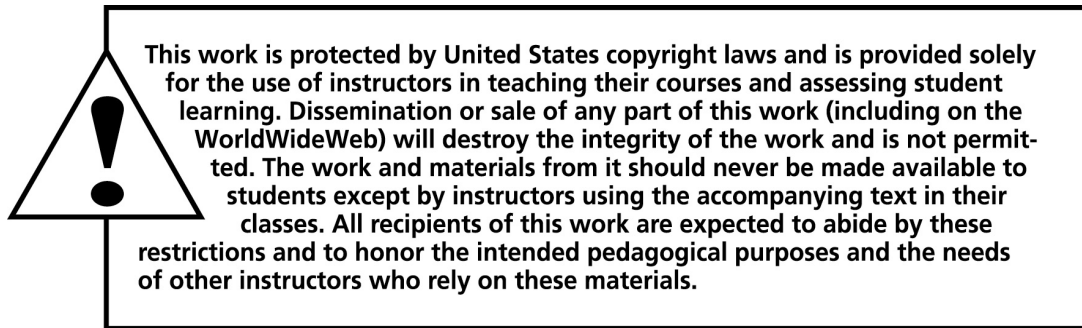 This work is protected by United States copyright laws and is provided solely
for the use of instructors in teaching their courses and assessing student
learning. Dissemination or sale of any part of this work (including on the
WorldWideWeb) will destroy the integrity of the work and is not permit-
ted. The work and materials from it should never be made available to
students except by instructors using the accompanying text in their
classes. All recipients of this work are expected to abide by these
restrictions and to honor the intended pedagogical purposes and the needs
of other instructors who rely on these materials.